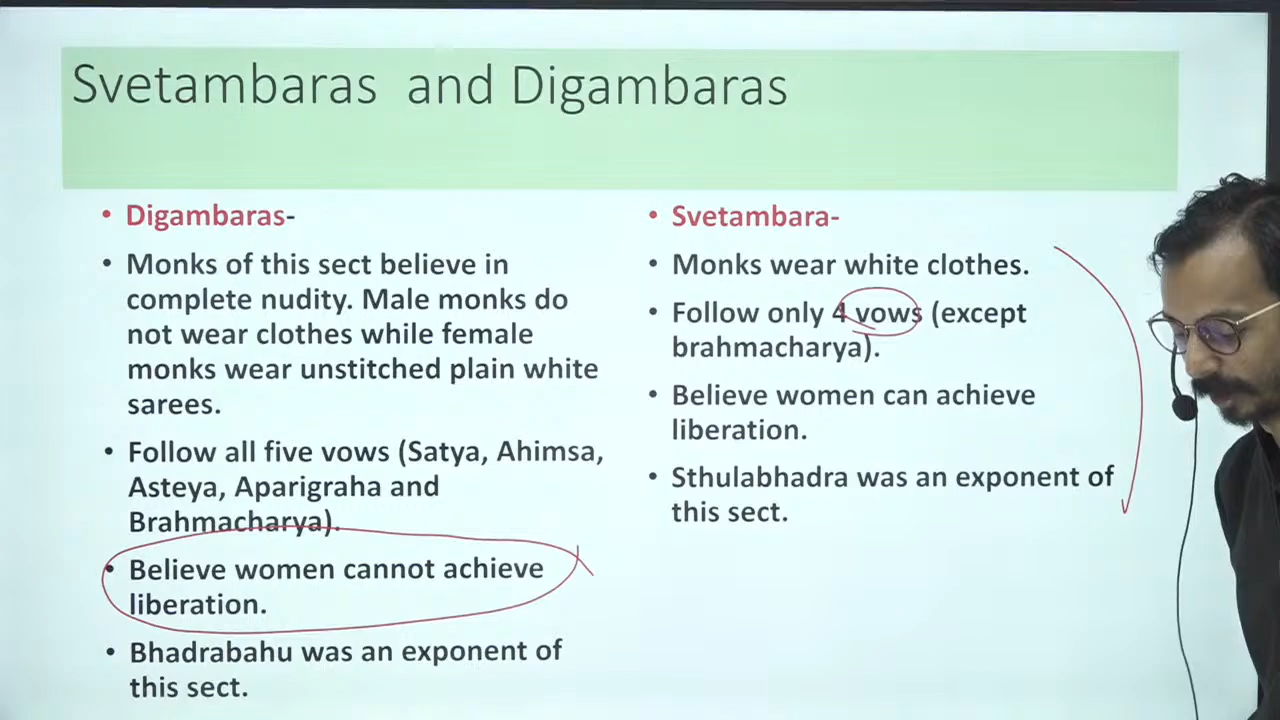 Svetambaras and Digambaras
• Digambaras-
• Monks of this sect believe in
complete nudity. Male monks do
not wear clothes while female
monks wear unstitched plain white
sarees.
• Follow all five vows (Satya, Ahimsa,
Asteya, Aparigraha and
Brahmacharya).
• Believe women cannot achieve
liberation.
• Bhadrabahu was an exponent of
this sect.
• Svetambara-
• Monks wear white clothes.
• Follow only 4 vows (except
brahmacharya).
• Believe women can achieve
liberation.
• Sthulabhadra was an exponent of
this sect.